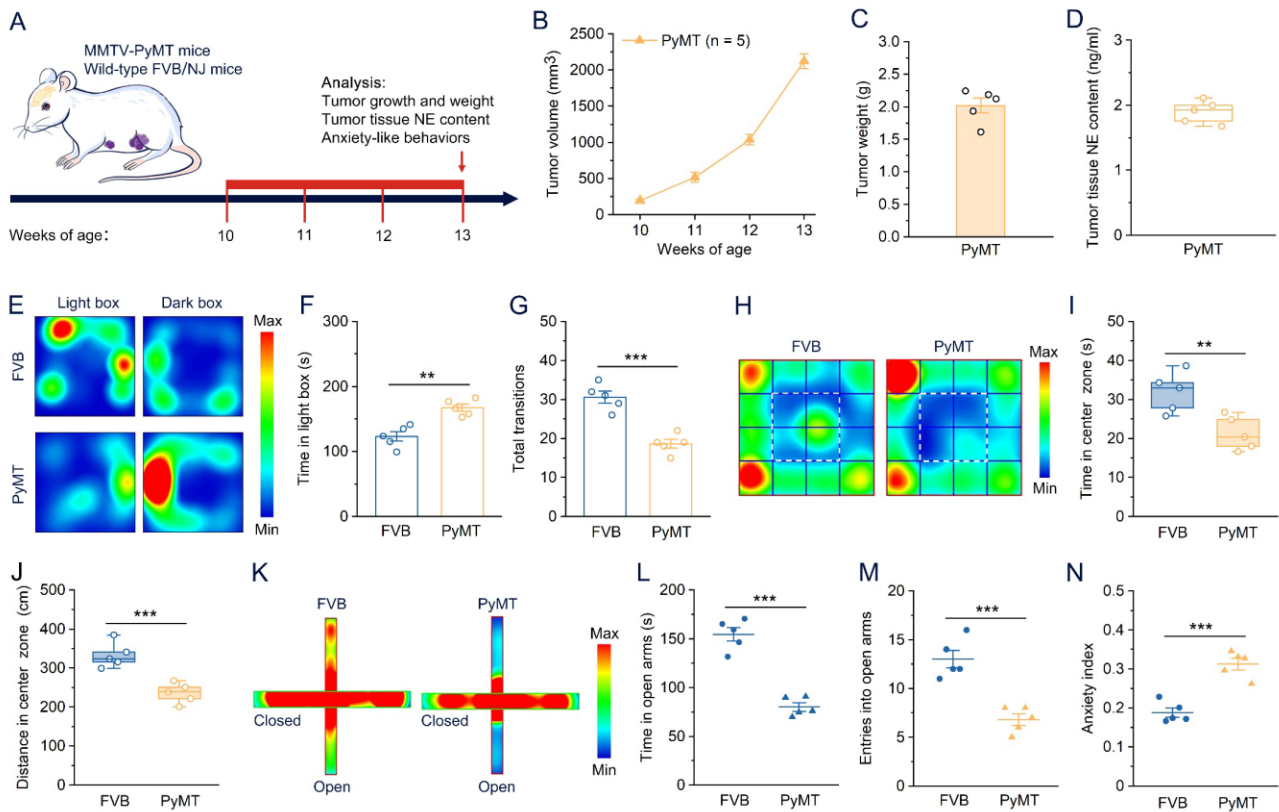 A
MMTV-PyMT mice
Wild-type FVB/NJ mice
Analysis:
Tumor growth and weight
Tumor tissue NE content
Anxiety-like behaviors
Weeks of age:
10
11
12
13
B
Tumor volume (mm³)
2500
2000
1500
1000
500
0
PyMT (n = 5)
10
11
12
13
Weeks of age
C
Tumor weight (g)
3.0
2.5
2.0
1.5
1.0
0.5
0.0
PyMT
D
Tumor tissue NE content (ng/ml)
3
2
1
0
PyMT
E
Light box
Dark box
FVB
PyMT
Max
Min
F
Time in light box (s)
300
200
100
0
**
FVB
PyMT
G
Total transitions
50
40
30
20
10
0
***
FVB
PyMT
H
FVB
PyMT
Max
Min
I
Time in center zone (s)
50
40
30
20
10
0
**
FVB
PyMT
J
Distance in center zone (cm)
500
400
300
200
100
0
***
FVB
PyMT
K
FVB
PyMT
Closed
Closed
Open
Open
Max
Min
L
Time in open arms (s)
200
150
100
50
0
***
FVB
PyMT
M
Entries into open arms
20
15
10
5
0
***
FVB
PyMT
N
Anxiety index
0.5
0.4
0.3
0.2
0.1
0.0
***
FVB
PyMT